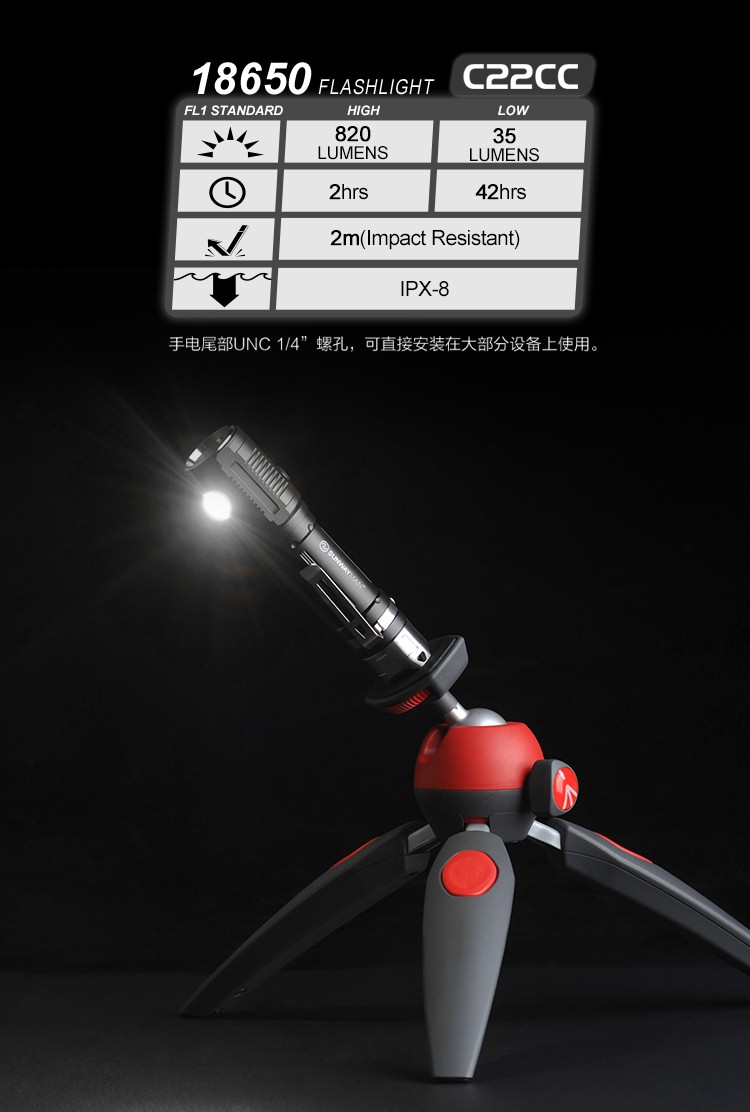 18650 FLASHLIGHT C22CC
FL1 STANDARD HIGH LOW
820 LUMENS 35 LUMENS
2hrs 42hrs
2m(Impact Resistant)
IPX-8
手电尾部UNC 1/4”螺孔，可直接安装在大部分设备上使用。
SUNWAYMAN